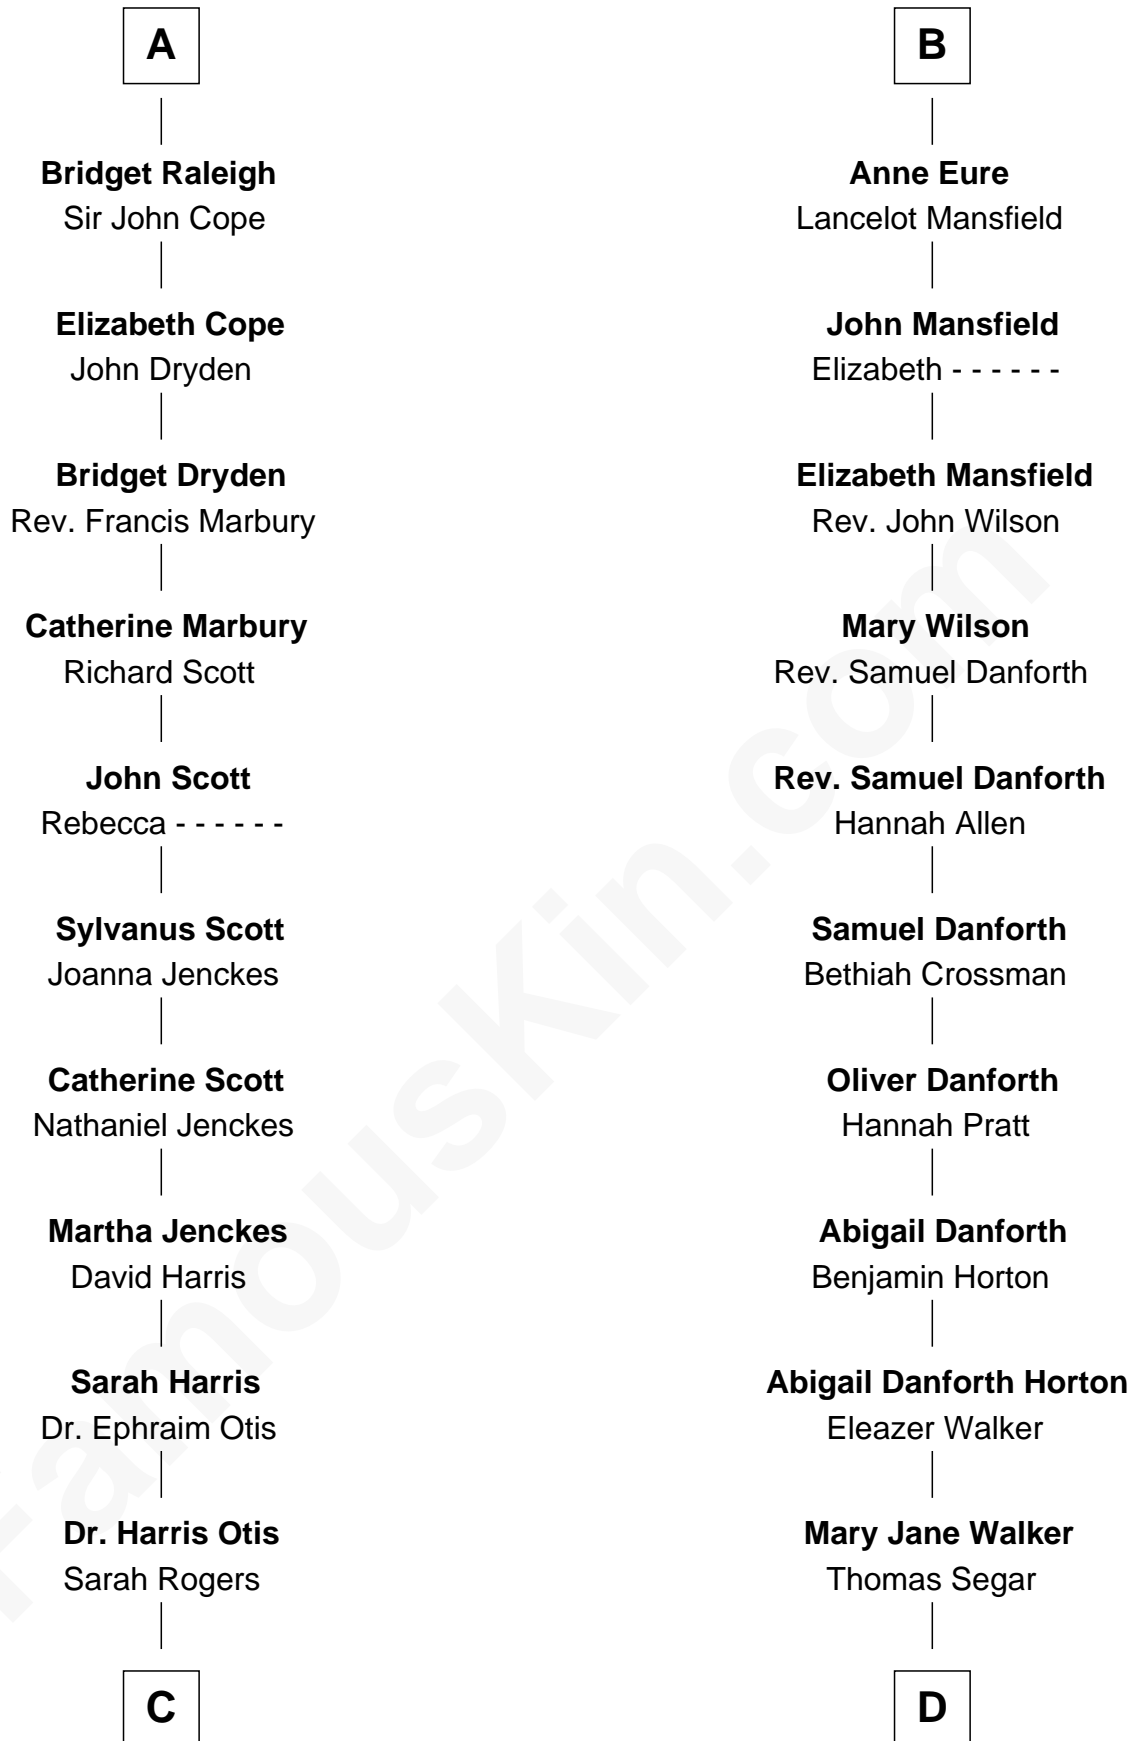 A
Bridget Raleigh
Sir John Cope
Elizabeth Cope
John Dryden
Bridget Dryden
Rev. Francis Marbury
Catherine Marbury
Richard Scott
John Scott
Rebecca - - - - - -
Sylvanus Scott
Joanna Jenckes
Catherine Scott
Nathaniel Jenckes
Martha Jenckes
David Harris
Sarah Harris
Dr. Ephraim Otis
Dr. Harris Otis
Sarah Rogers
C
B
Anne Eure
Lancelot Mansfield
John Mansfield
Elizabeth - - - - - -
Elizabeth Mansfield
Rev. John Wilson
Mary Wilson
Rev. Samuel Danforth
Rev. Samuel Danforth
Hannah Allen
Samuel Danforth
Bethiah Crossman
Oliver Danforth
Hannah Pratt
Abigail Danforth
Benjamin Horton
Abigail Danforth Horton
Eleazer Walker
Mary Jane Walker
Thomas Segar
D
FamousKin.com